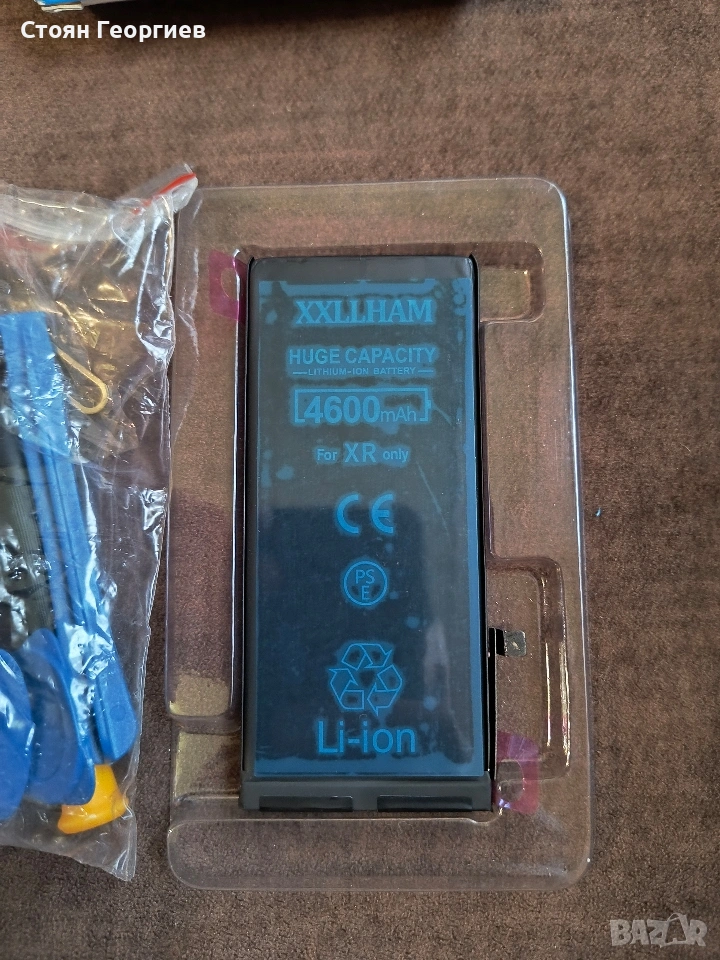 Стоян Георгиев
XXLLHAM
HUGE CAPACITY
LITHIUM-ION BATTERY
4600mAh
For XR only
CE
PS
E
Li-ion
BAZAR